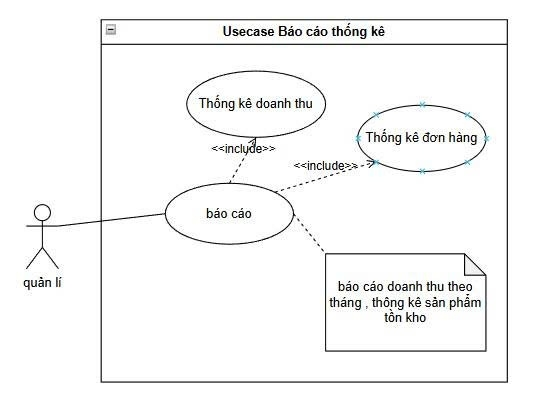 Usecase Báo cáo thống kê
Thống kê doanh thu
Thống kê đơn hàng
<<include>>
<<include>>
báo cáo
quản lí
báo cáo doanh thu theo
tháng , thông kê sản phẩm
tồn kho